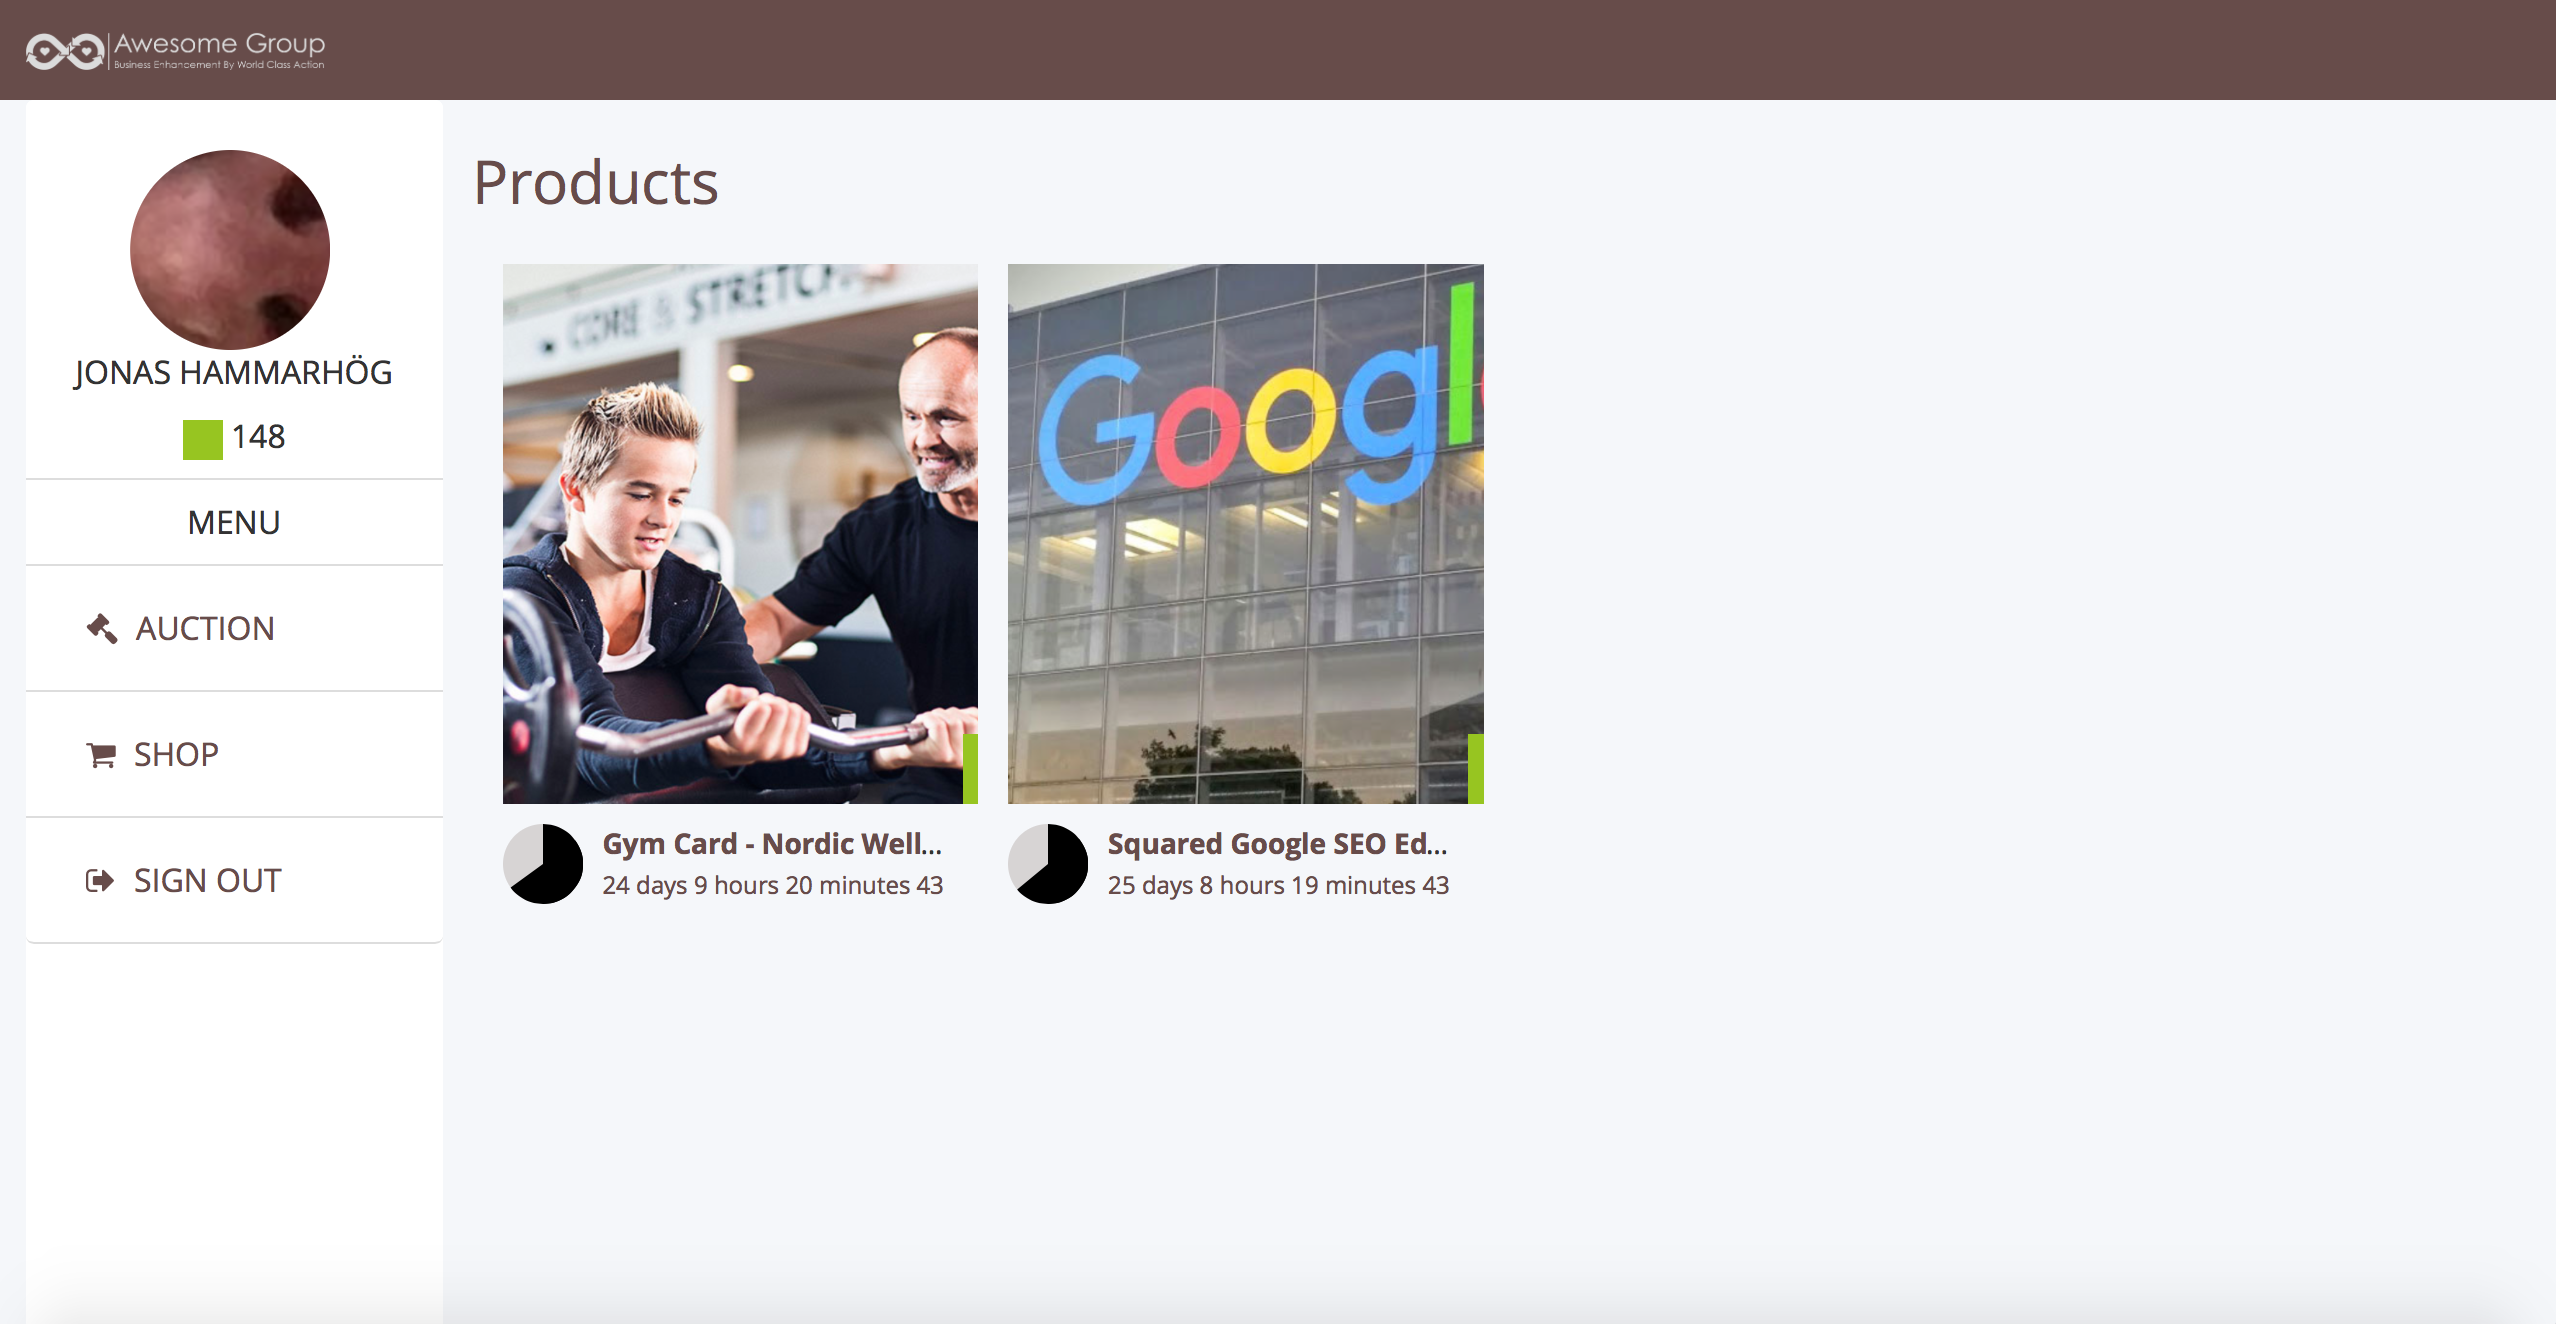 Awesome Group
Business Enhancement By World Class Action
JONAS HAMMARHÖG
148
MENU
AUCTION
SHOP
SIGN OUT
Products
CORE & STRETCH
Googl
Gym Card - Nordic Well...
24 days 9 hours 20 minutes 43
Squared Google SEO Ed...
25 days 8 hours 19 minutes 43